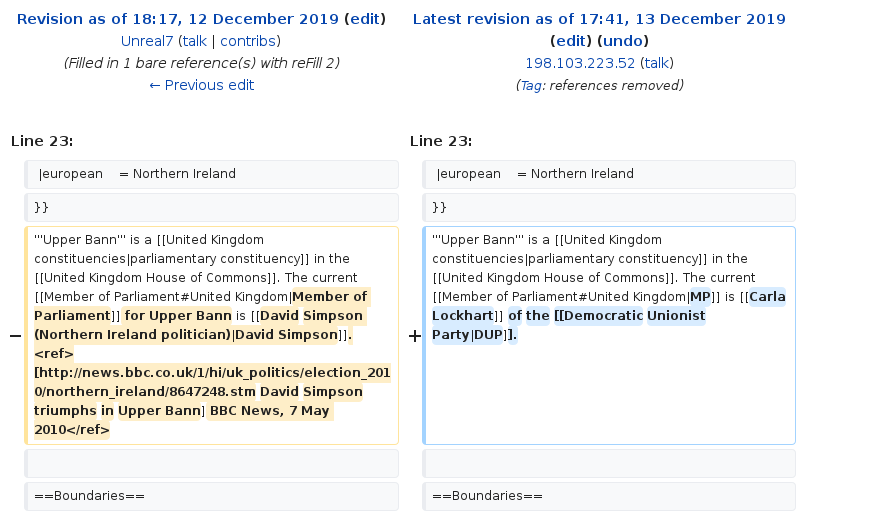 Revision as of 18:17, 12 December 2019 (edit)
Unreal7 (talk | contribs)
(Filled in 1 bare reference(s) with reFill 2)
← Previous edit
Latest revision as of 17:41, 13 December 2019
(edit) (undo)
198.103.223.52 (talk)
(Tag: references removed)
Line 23:
|european    = Northern Ireland
}}
−
'''Upper Bann''' is a [[United Kingdom
constituencies|parliamentary constituency]] in the
[[United Kingdom House of Commons]]. The current
[[Member of Parliament#United Kingdom|Member of
Parliament]] for Upper Bann is [[David Simpson
(Northern Ireland politician)|David Simpson]].
<ref>
[http://news.bbc.co.uk/1/hi/uk_politics/election_201
0/northern_ireland/8647248.stm David Simpson
triumphs in Upper Bann] BBC News, 7 May
2010</ref>
==Boundaries==
Line 23:
|european    = Northern Ireland
}}
+
'''Upper Bann''' is a [[United Kingdom
constituencies|parliamentary constituency]] in the
[[United Kingdom House of Commons]]. The current
[[Member of Parliament#United Kingdom|MP]] is [[Carla
Lockhart]] of the [[Democratic Unionist
Party|DUP]].
==Boundaries==